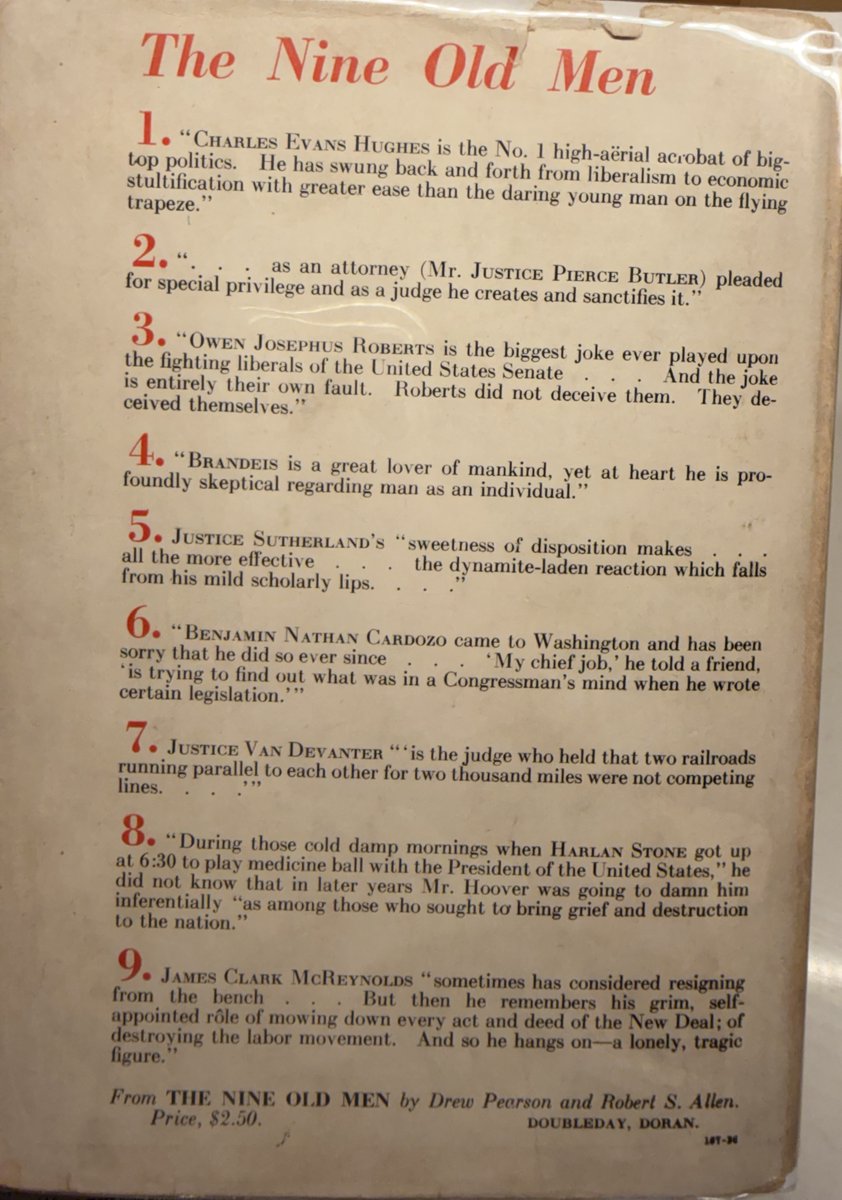 The Nine Old Men
1. "CHARLES EVANS HUGHES is the No. 1 high-aërial acrobat of big-
top politics. He has swung back and forth from liberalism to economic
stultification with greater ease than the daring young man on the flying
trapeze."
2. ". . . as an attorney (Mr. JUSTICE PIERCE BUTLER) pleaded
for special privilege and as a judge he creates and sanctifies it."
3. "OWEN JOSEPHUS ROBERTS is the biggest joke ever played upon
the fighting liberals of the United States Senate . . . And the joke
is entirely their own fault. Roberts did not deceive them. They de-
ceived themselves."
4. "BRANDEIS is a great lover of mankind, yet at heart he is pro-
foundly skeptical regarding man as an individual."
5. JUSTICE SUTHERLAND'S "sweetness of disposition makes . . .
all the more effective . . . the dynamite-laden reaction which falls
from his mild scholarly lips. . . ."
6. "BENJAMIN NATHAN CARDOZO came to Washington and has been
sorry that he did so ever since . . . 'My chief job,' he told a friend,
'is trying to find out what was in a Congressman's mind when he wrote
certain legislation.'"
7. JUSTICE VAN DEVANTER "'is the judge who held that two railroads
running parallel to each other for two thousand miles were not competing
lines. . . .'"
8. "During those cold damp mornings when HARLAN STONE got up
at 6:30 to play medicine ball with the President of the United States," he
did not know that in later years Mr. Hoover was going to damn him
inferentially "as among those who sought to bring grief and destruction
to the nation."
9. JAMES CLARK MCREYNOLDS "sometimes has considered resigning
from the bench . . . But then he remembers his grim, self-
appointed rôle of mowing down every act and deed of the New Deal; of
destroying the labor movement. And so he hangs on—a lonely, tragic
figure."
From THE NINE OLD MEN by Drew Pearson and Robert S. Allen.
Price, $2.50. DOUBLEDAY, DORAN.